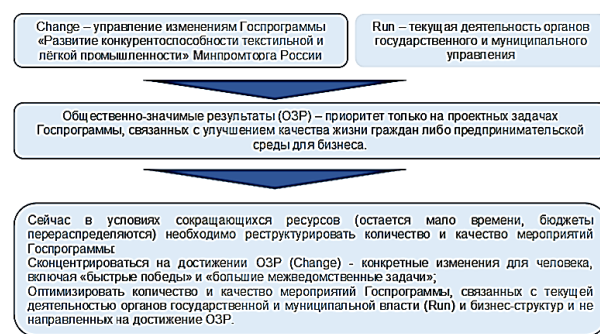 Change – управление изменениям Госпрограммы
«Развитие конкурентоспособности текстильной и
лёгкой промышленности» Минпромторга России
Run – текущая деятельность органов
государственного и муниципального
управления
Общественно-значимые результаты (ОЗР) – приоритет только на проектных задачах
Госпрограммы, связанных с улучшением качества жизни граждан либо предпринимательской
среды для бизнеса.
Сейчас в условиях сокращающихся ресурсов (остается мало времени, бюджеты
перераспределяются) необходимо реструктурировать количество и качество мероприятий
Госпрограммы:
Сконцентрироваться на достижении ОЗР (Change) - конкретные изменения для человека,
включая «быстрые победы» и «большие межведомственные задачи»;
Оптимизировать количество и качество мероприятий Госпрограммы, связанных с текущей
деятельностью органов государственной и муниципальной власти (Run) и бизнес-структур и не
направленных на достижение ОЗР.